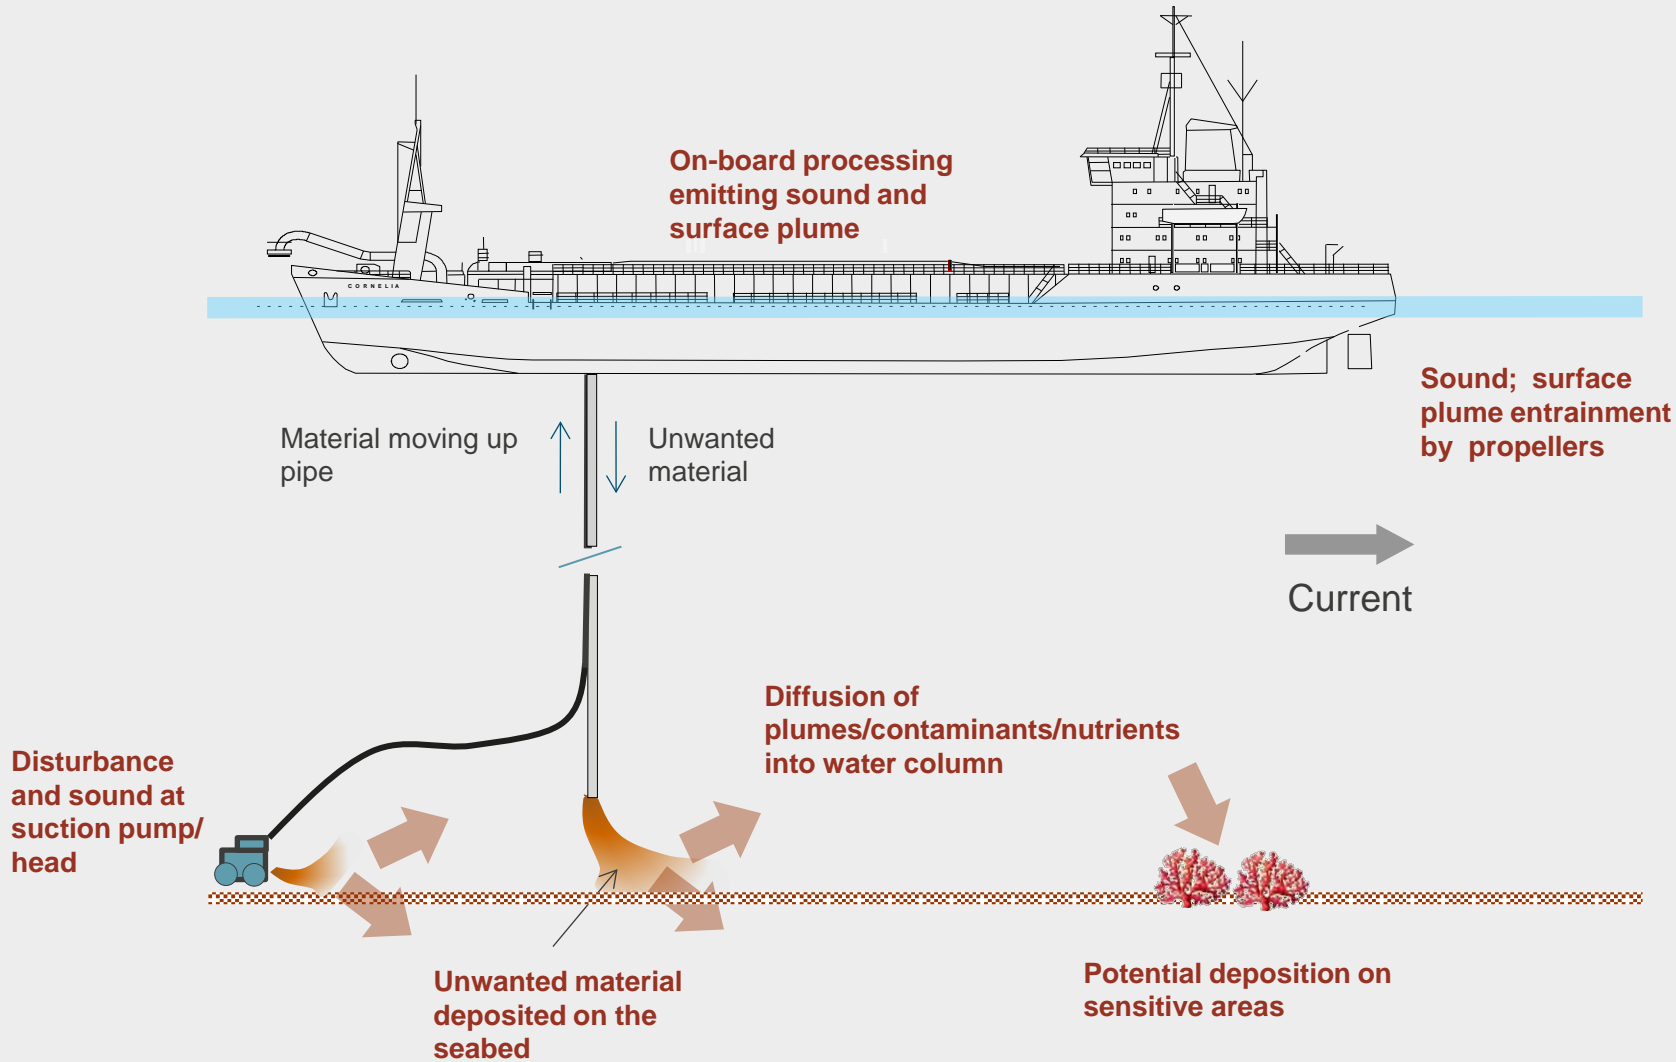 On-board processing
emitting sound and
surface plume
CORNELIA
Sound; surface
plume entrainment
by propellers
Material moving up
pipe
Unwanted
material
Current
Diffusion of
plumes/contaminants/nutrients
into water column
Disturbance
and sound at
suction pump/
head
Unwanted material
deposited on the
seabed
Potential deposition on
sensitive areas